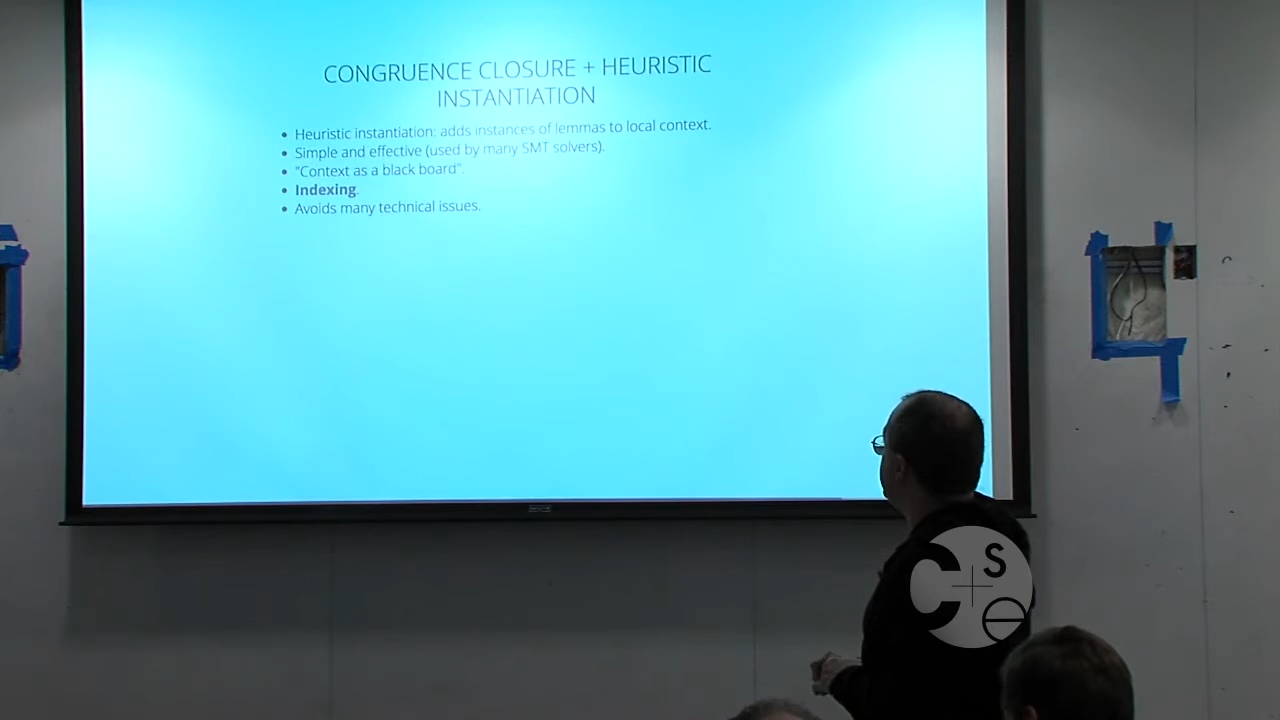 CONGRUENCE CLOSURE + HEURISTIC
INSTANTIATION
• Heuristic instantiation: adds instances of lemmas to local context.
• Simple and effective (used by many SMT solvers).
• "Context as a black board".
• Indexing.
• Avoids many technical issues.
C s
+
e